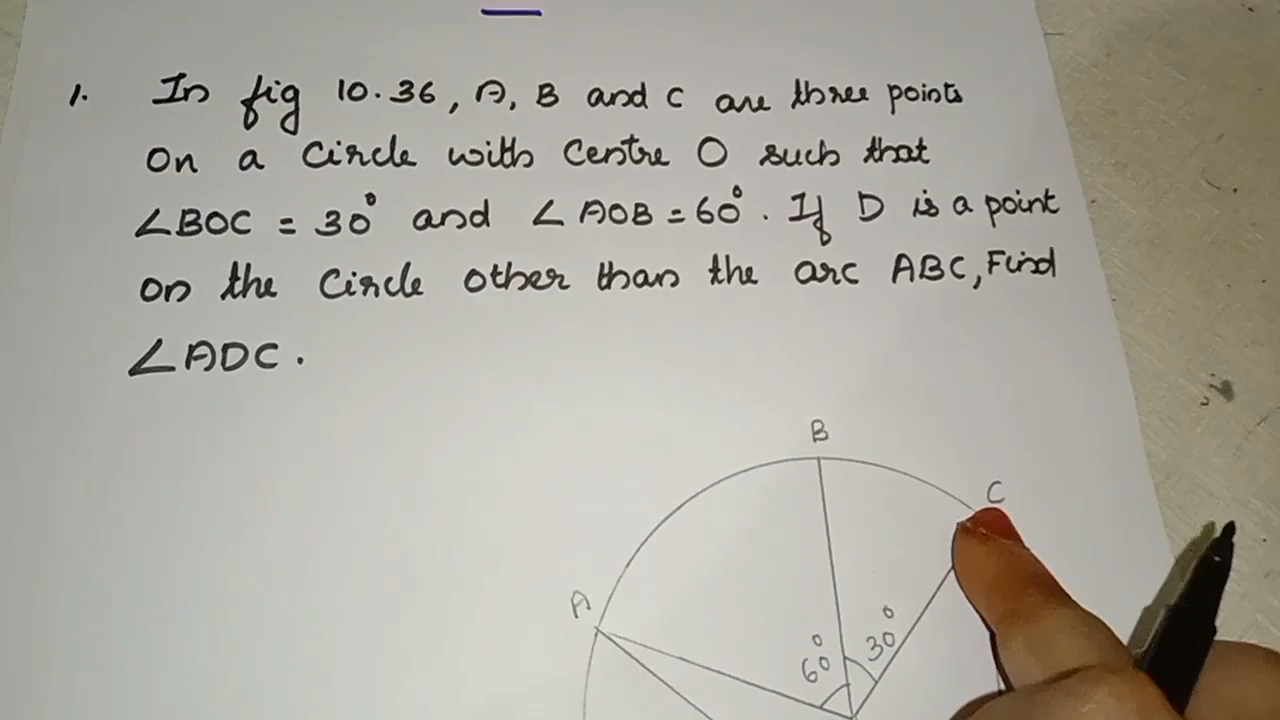 1. In fig 10.36, A, B and C are three points
on a circle with centre O such that
∠BOC = 30° and ∠AOB = 60°. If D is a point
on the circle other than the arc ABC, Find
∠ADC.
B
C
A
60° 30°